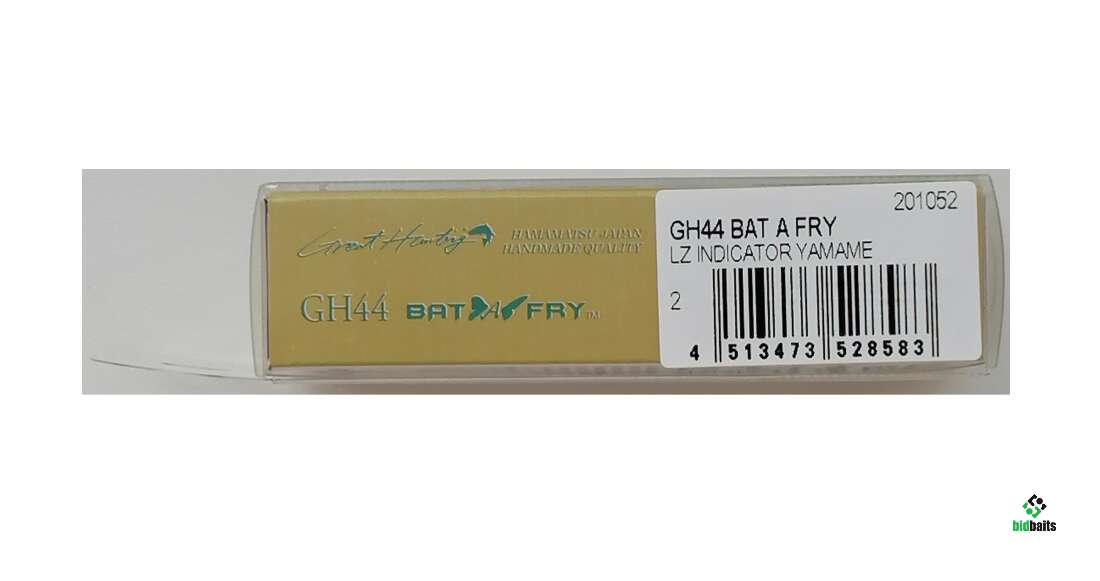 Great Hunting HAMAMATSU JAPAN
HANDMADE QUALITY
GH44 BAT A FRY TM
201052
GH44 BAT A FRY
LZ INDICATOR YAMAME
2
4 513473 528583
bidbaits